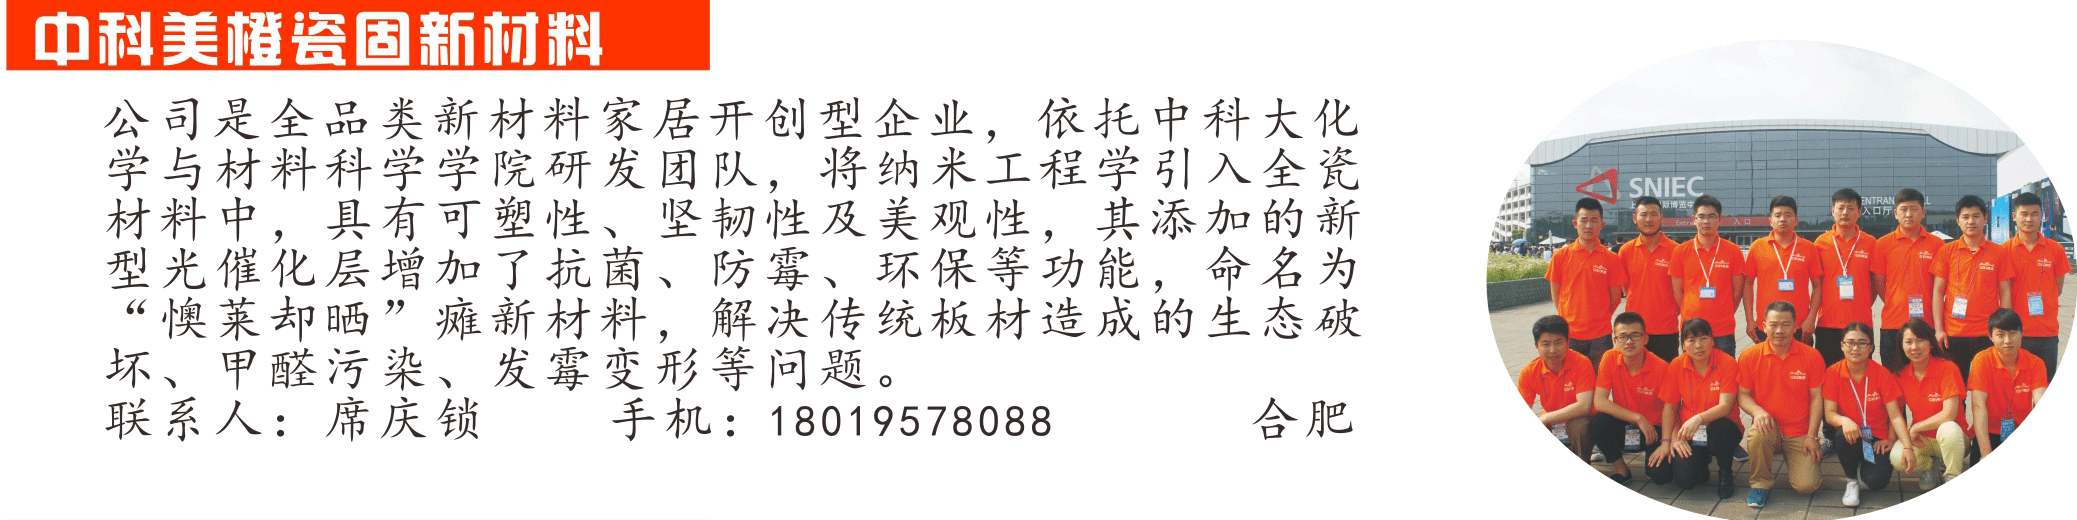 中科美橙瓷固新材料
公司是全品类新材料家居开创型企业，依托中科大化
学与材料科学学院研发团队，将纳米工程学引入全瓷
材料中，具有可塑性、坚韧性及美观性，其添加的新
型光催化层增加了抗菌、防霉、环保等功能，命名为
“懊莱却晒”瘫新材料，解决传统板材造成的生态破
坏、甲醛污染、发霉变形等问题。
联系人：席庆锁 手机：18019578088 合肥
SNIEC
Entrance 入口
入口厅